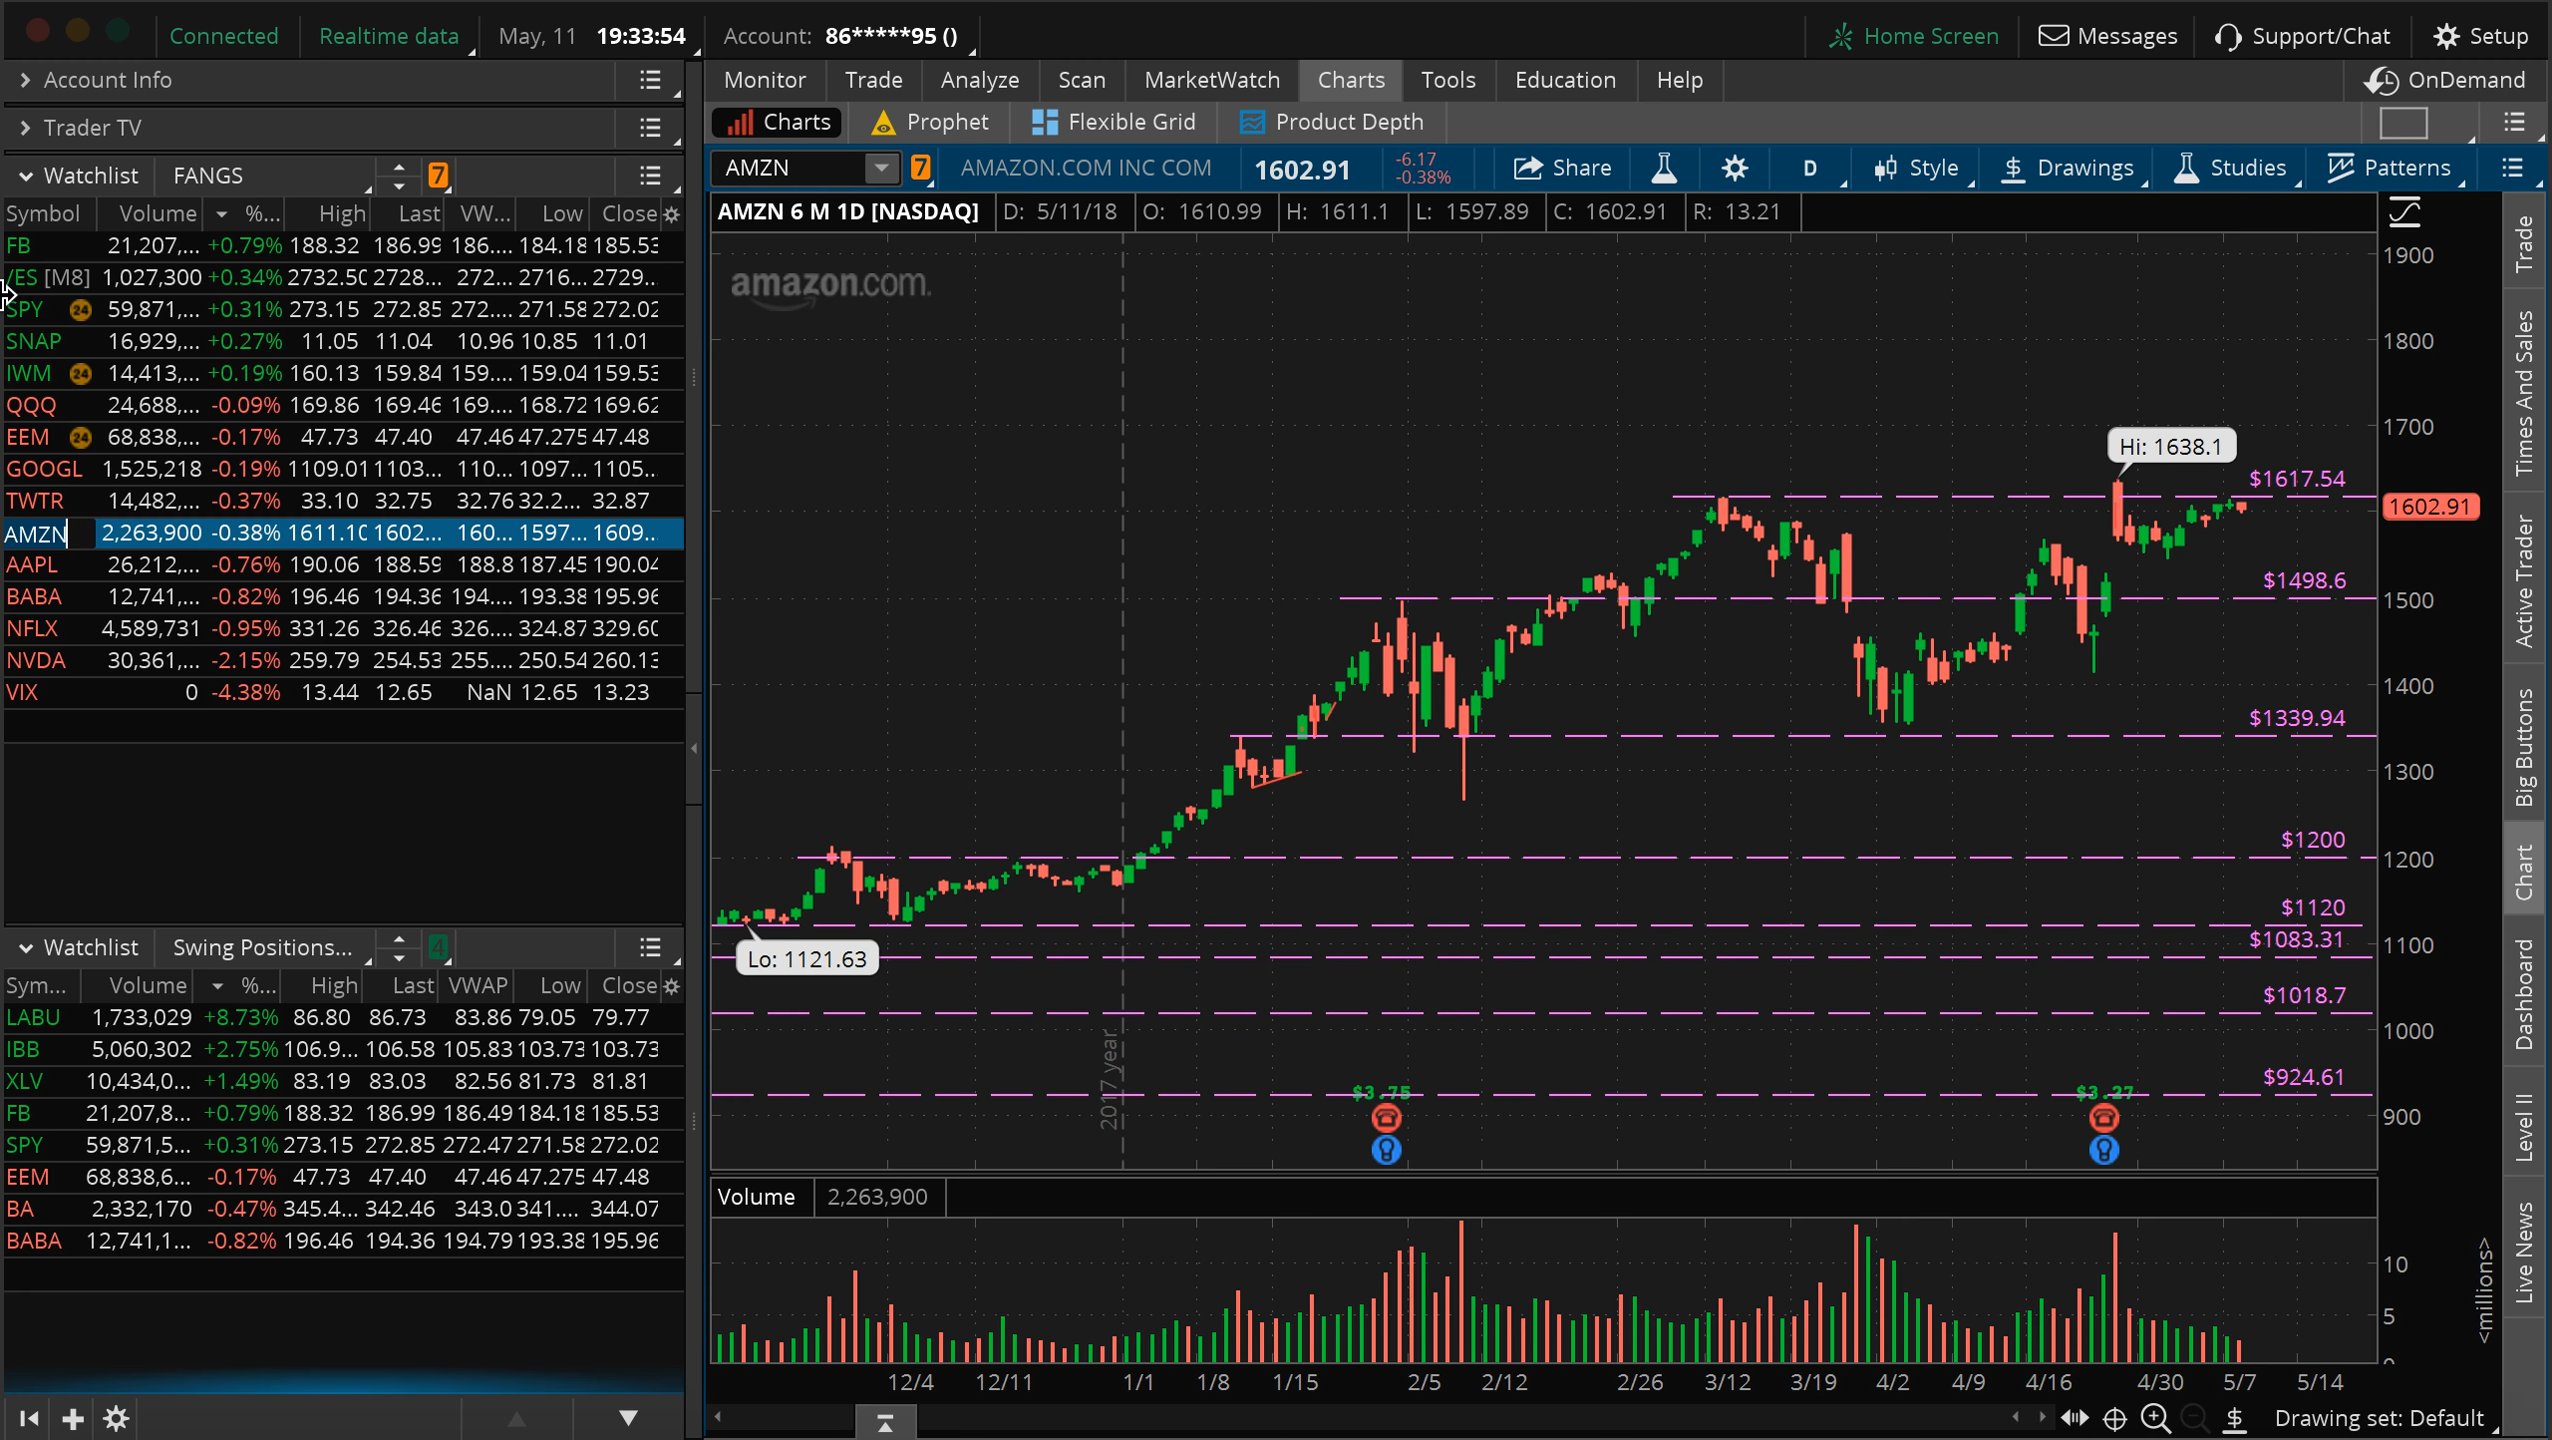 Connected Realtime data May, 11 19:33:54 Account: 86*****95 () Home Screen Messages Support/Chat Setup
Account Info
Trader TV
Watchlist FANGS 7
Symbol Volume %... High Last VW... Low Close
FB 21,207,... +0.79% 188.32 186.99 186.... 184.18 185.53
/ES [M8] 1,027,300 +0.34% 2732.50 2728... 272... 2716... 2729...
SPY 24 59,871,... +0.31% 273.15 272.85 272.... 271.58 272.02
SNAP 16,929,... +0.27% 11.05 11.04 10.96 10.85 11.01
IWM 24 14,413,... +0.19% 160.13 159.84 159.... 159.04 159.53
QQQ 24,688,... -0.09% 169.86 169.46 169.... 168.72 169.62
EEM 24 68,838,... -0.17% 47.73 47.40 47.46 47.275 47.48
GOOGL 1,525,218 -0.19% 1109.01 1103... 110... 1097... 1105...
TWTR 14,482,... -0.37% 33.10 32.75 32.76 32.2... 32.87
AMZN 2,263,900 -0.38% 1611.10 1602... 160... 1597... 1609...
AAPL 26,212,... -0.76% 190.06 188.59 188.8 187.45 190.04
BABA 12,741,... -0.82% 196.46 194.36 194.... 193.38 195.96
NFLX 4,589,731 -0.95% 331.26 326.46 326.... 324.87 329.60
NVDA 30,361,... -2.15% 259.79 254.53 255.... 250.54 260.13
VIX 0 -4.38% 13.44 12.65 NaN 12.65 13.23
Watchlist Swing Positions... 4
Sym... Volume %... High Last VWAP Low Close
LABU 1,733,029 +8.73% 86.80 86.73 83.86 79.05 79.77
IBB 5,060,302 +2.75% 106.9... 106.58 105.83 103.73 103.73
XLV 10,434,0... +1.49% 83.19 83.03 82.56 81.73 81.81
FB 21,207,8... +0.79% 188.32 186.99 186.49 184.18 185.53
SPY 59,871,5... +0.31% 273.15 272.85 272.47 271.58 272.02
EEM 68,838,6... -0.17% 47.73 47.40 47.46 47.275 47.48
BA 2,332,170 -0.47% 345.4... 342.46 343.0 341.... 344.07
BABA 12,741,1... -0.82% 196.46 194.36 194.79 193.38 195.96
Monitor Trade Analyze Scan MarketWatch Charts Tools Education Help OnDemand
Charts Prophet Flexible Grid Product Depth
AMZN 7 AMAZON.COM INC COM 1602.91 -6.17 -0.38% Share D Style Drawings Studies Patterns
AMZN 6 M 1D [NASDAQ] D: 5/11/18 O: 1610.99 H: 1611.1 L: 1597.89 C: 1602.91 R: 13.21
amazon.com.
1900
1800
1700
Hi: 1638.1
$1617.54
1602.91
$1498.6
1500
1400
$1339.94
1300
$1200
1200
$1120
$1083.31
1100
Lo: 1121.63
$1018.7
1000
2017 year
$924.61
$3.75 $3.27
900
Volume 2,263,900
10
5
0
<millions>
12/4 12/11 1/1 1/8 1/15 2/5 2/12 2/26 3/12 3/19 4/2 4/9 4/16 4/30 5/7 5/14
Drawing set: Default
Trade
Times And Sales
Active Trader
Big Buttons
Chart
Dashboard
Level II
Live News